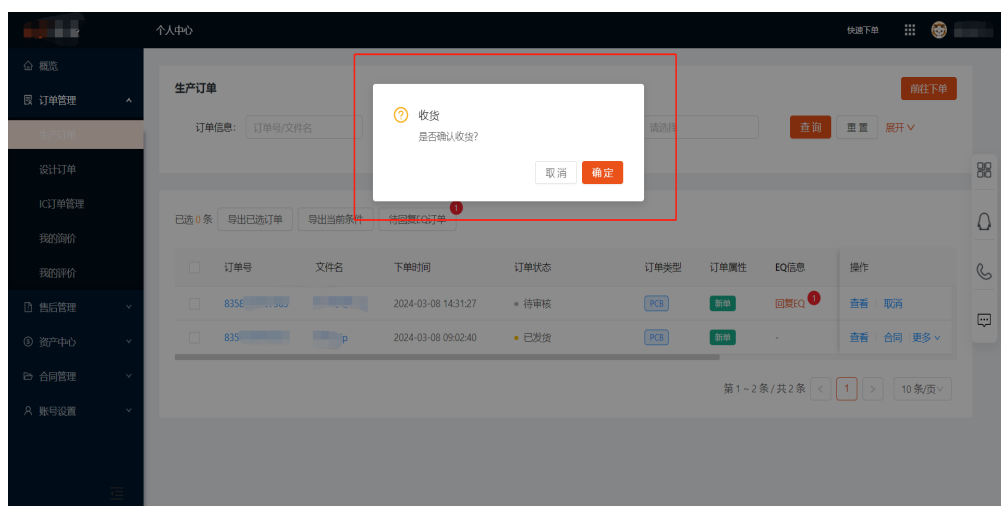 个人中心 快速下单
概览
订单管理
生产订单
设计订单
IC订单管理
我的询价
我的评价
售后管理
资产中心
合同管理
账号设置
生产订单 前往下单
订单信息: 订单号/文件名 请选择 查询 重置 展开
收货
是否确认收货?
取消 确定
已选 0 条 导出已选订单 导出当前条件 待回复EQ订单 1
订单号 文件名 下单时间 订单状态 订单类型 订单属性 EQ信息 操作
2024-03-08 14:31:27 待审核 PCB 新单 回复EQ 1 查看 取消
835 p 2024-03-08 09:02:40 已发货 PCB 新单 - 查看 合同 更多
第 1 ~ 2 条 / 共 2 条 < 1 > 10 条/页